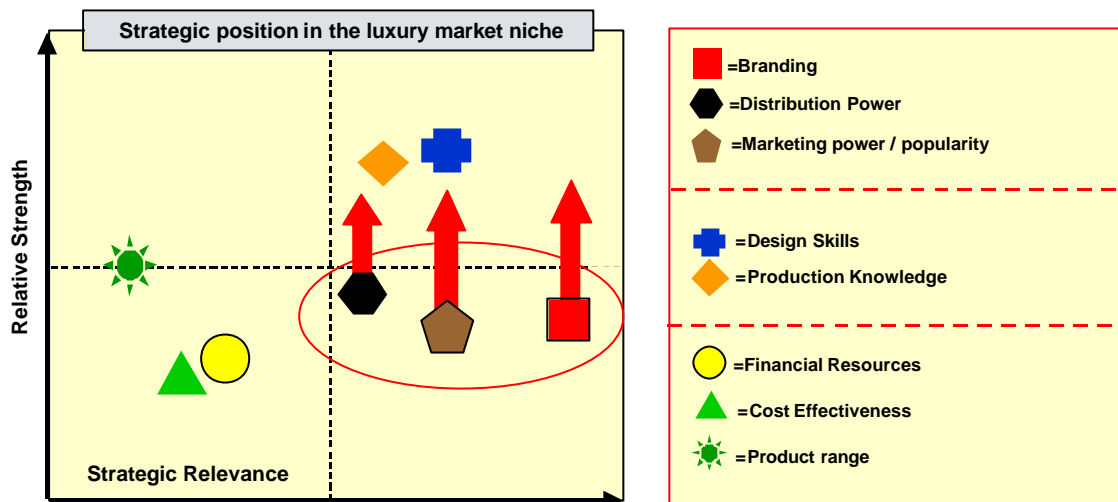 Strategic position in the luxury market niche
Relative Strength
Strategic Relevance
=Branding
=Distribution Power
=Marketing power / popularity
=Design Skills
=Production Knowledge
=Financial Resources
=Cost Effectiveness
=Product range